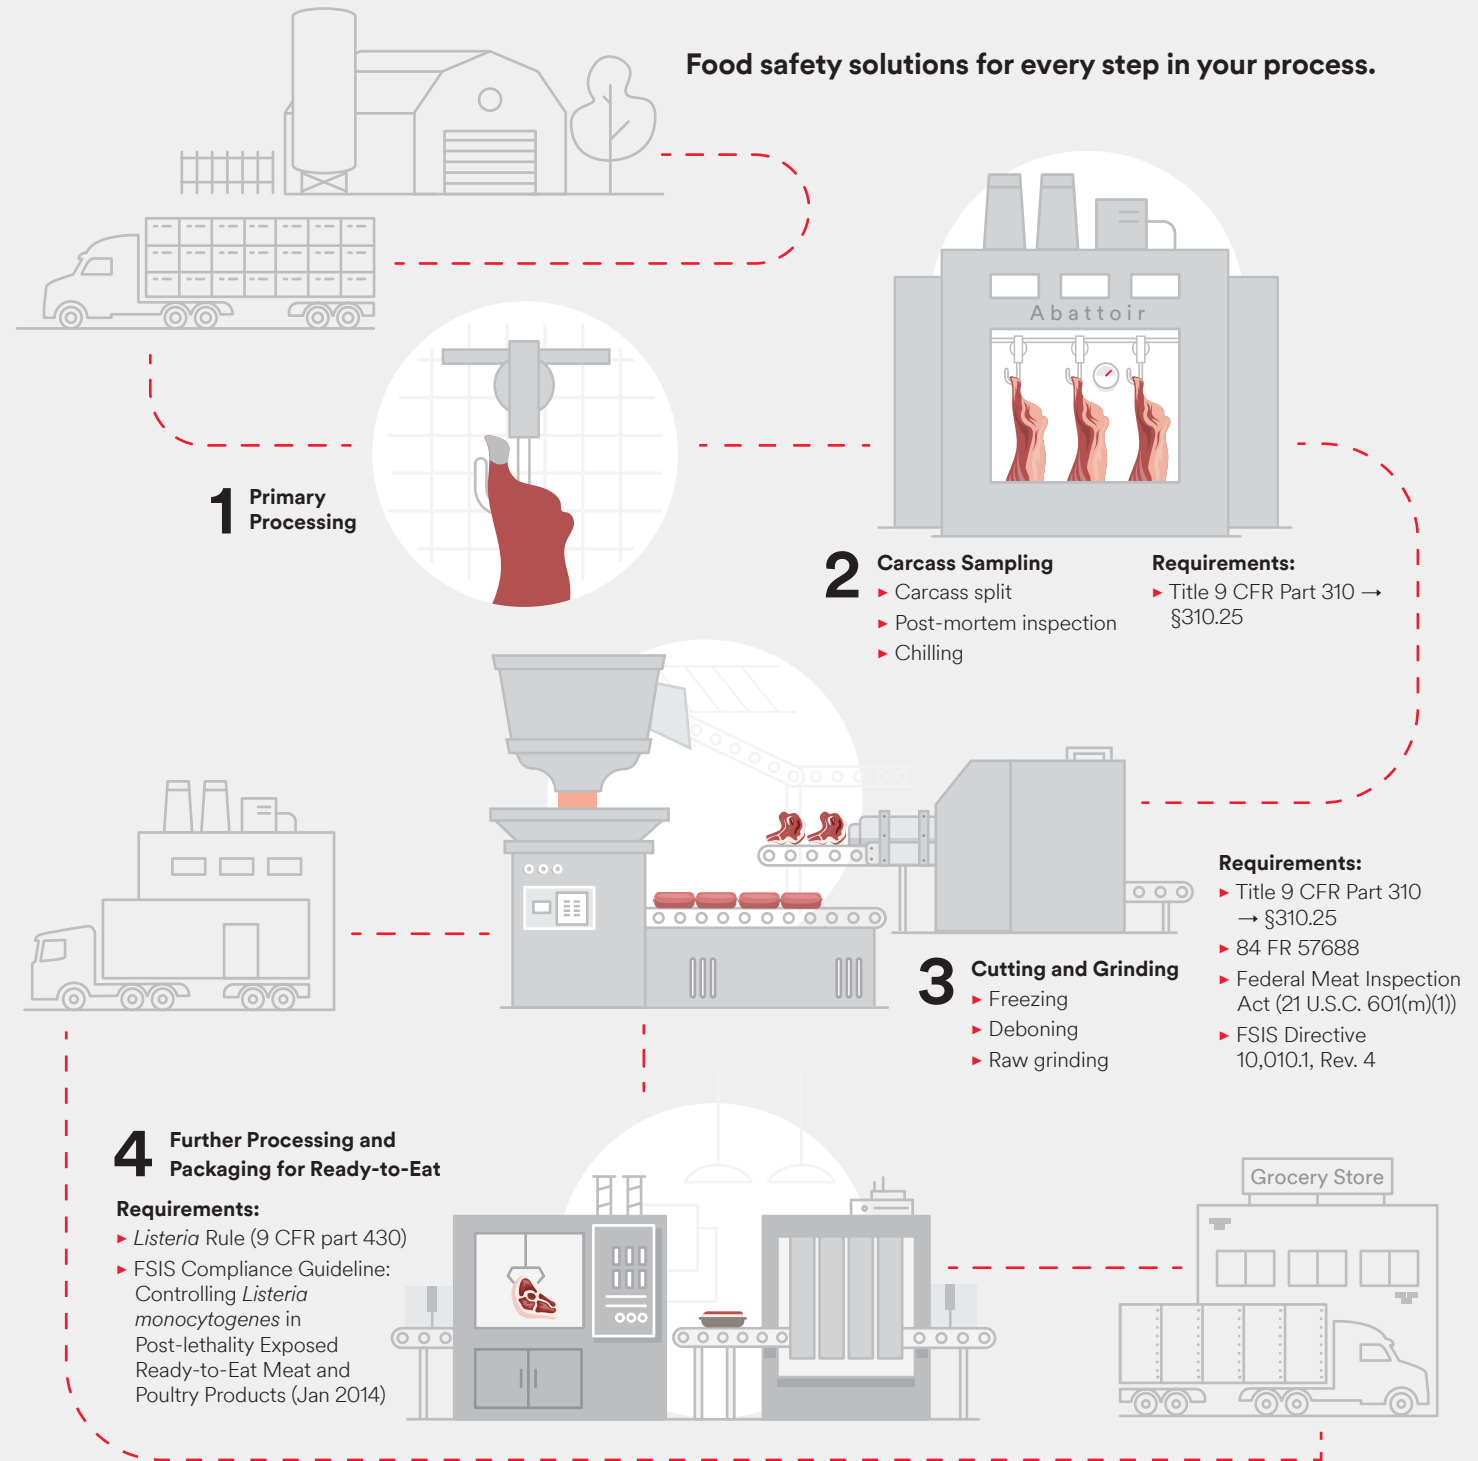 Food safety solutions for every step in your process.
Abattoir
1 Primary
Processing
2 Carcass Sampling
▸ Carcass split
▸ Post-mortem inspection
▸ Chilling
Requirements:
▸ Title 9 CFR Part 310 →
§310.25
3 Cutting and Grinding
▸ Freezing
▸ Deboning
▸ Raw grinding
Requirements:
▸ Title 9 CFR Part 310
→ §310.25
▸ 84 FR 57688
▸ Federal Meat Inspection
Act (21 U.S.C. 601(m)(1))
▸ FSIS Directive
10,010.1, Rev. 4
4 Further Processing and
Packaging for Ready-to-Eat
Requirements:
▸ Listeria Rule (9 CFR part 430)
▸ FSIS Compliance Guideline:
Controlling Listeria
monocytogenes in
Post-lethality Exposed
Ready-to-Eat Meat and
Poultry Products (Jan 2014)
Grocery Store